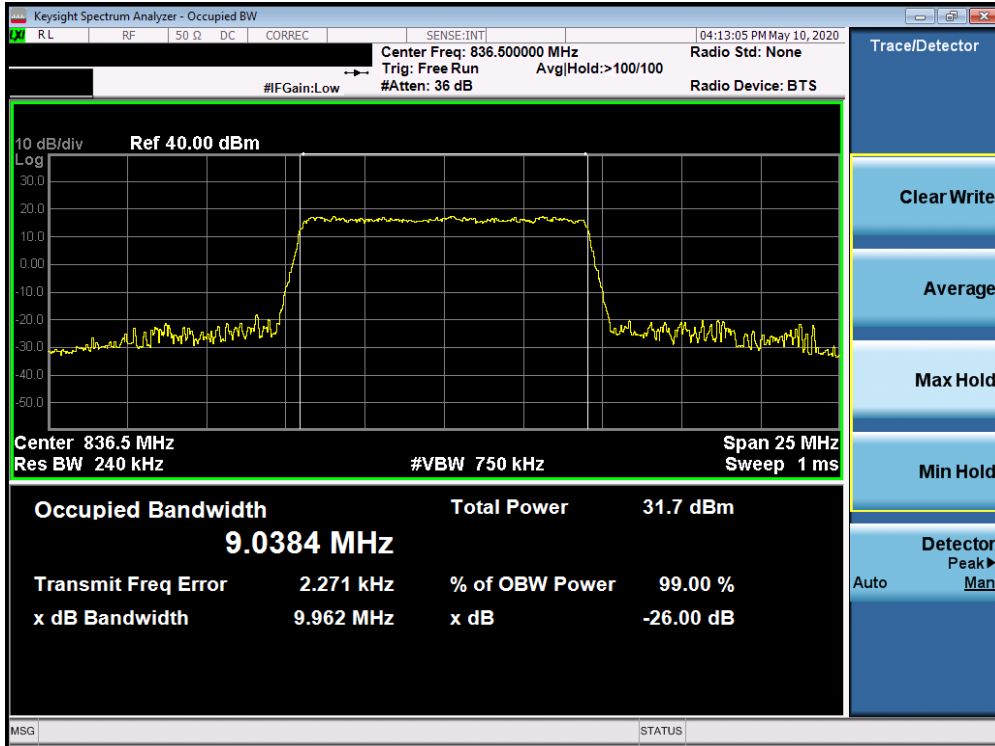 Keysight Spectrum Analyzer - Occupied BW
LXI RL RF 50 Ω DC CORREC SENSE:INT 04:13:05 PM May 10, 2020
Center Freq: 836.500000 MHz Radio Std: None
Trig: Free Run Avg|Hold:>100/100
#IFGain:Low #Atten: 36 dB Radio Device: BTS
10 dB/div Ref 40.00 dBm
Log
30.0
20.0
10.0
0.00
-10.0
-20.0
-30.0
-40.0
-50.0
Center 836.5 MHz Span 25 MHz
Res BW 240 kHz #VBW 750 kHz Sweep 1 ms
Occupied Bandwidth Total Power 31.7 dBm
9.0384 MHz
Transmit Freq Error 2.271 kHz % of OBW Power 99.00 %
x dB Bandwidth 9.962 MHz x dB -26.00 dB
MSG STATUS
Trace/Detector
Clear Write
Average
Max Hold
Min Hold
Detector
Peak▶
Auto Man